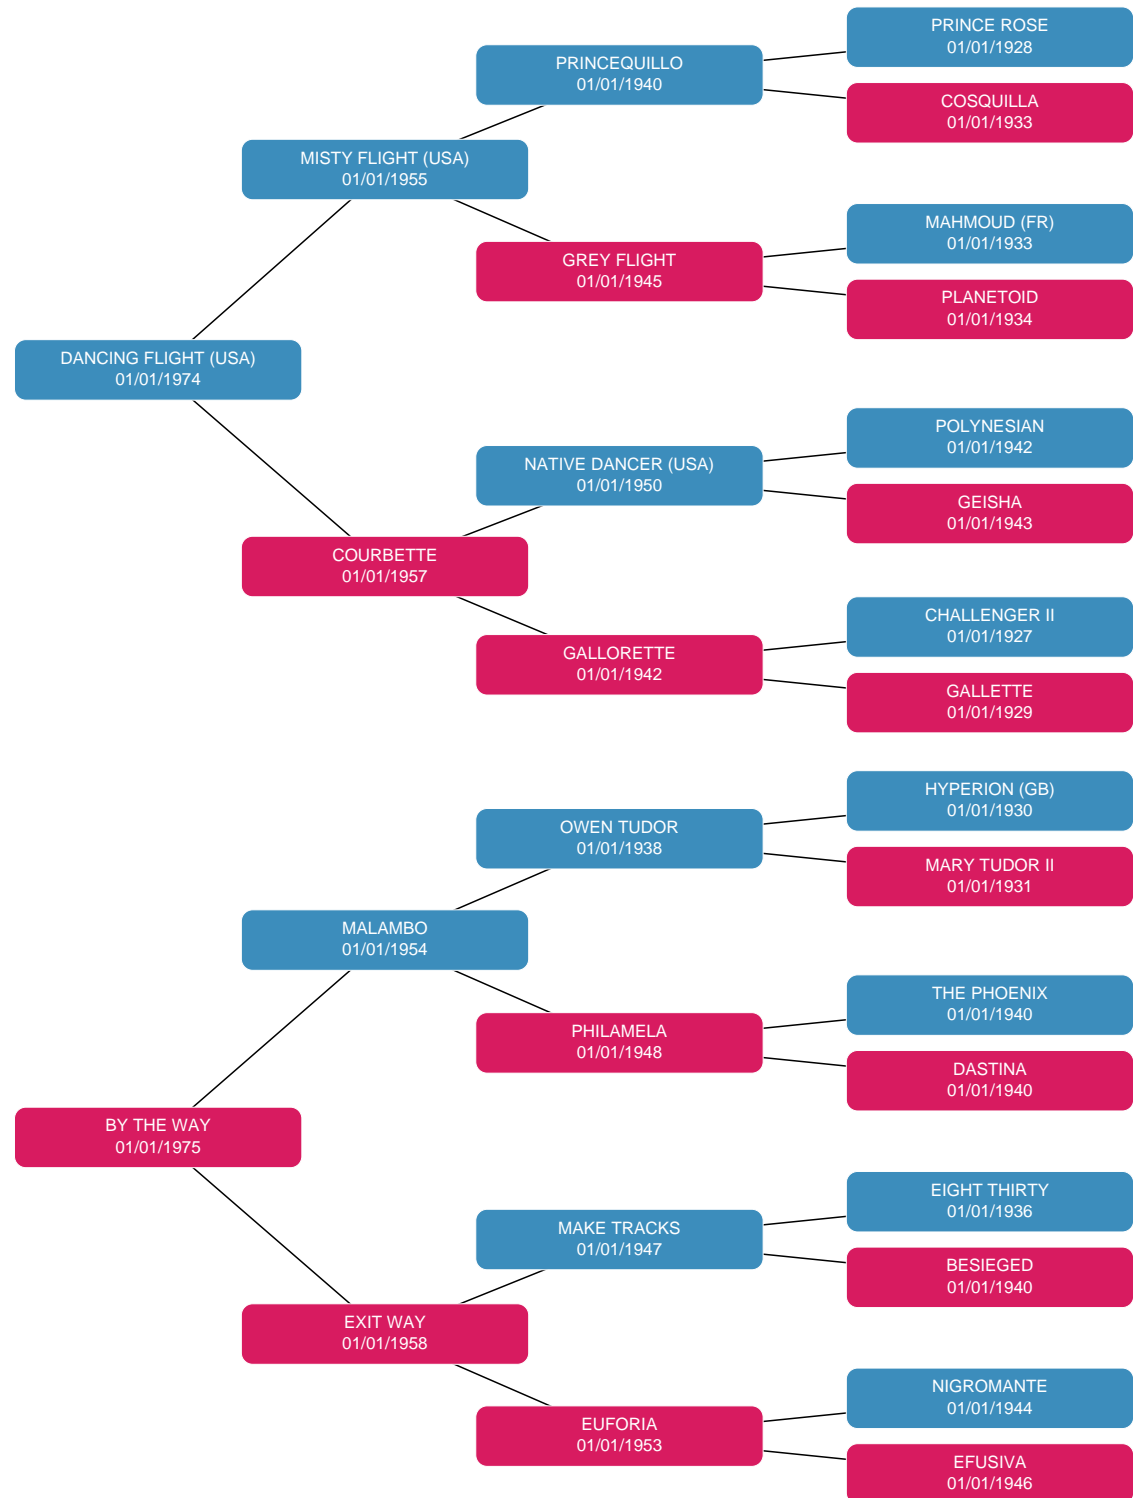 PRINCE ROSE
01/01/1928
PRINCEQUILLO
01/01/1940
COSQUILLA
01/01/1933
MISTY FLIGHT (USA)
01/01/1955
MAHMOUD (FR)
01/01/1933
GREY FLIGHT
01/01/1945
PLANETOID
01/01/1934
DANCING FLIGHT (USA)
01/01/1974
POLYNESIAN
01/01/1942
NATIVE DANCER (USA)
01/01/1950
GEISHA
01/01/1943
COURBETTE
01/01/1957
CHALLENGER II
01/01/1927
GALLORETTE
01/01/1942
GALLETTE
01/01/1929
HYPERION (GB)
01/01/1930
OWEN TUDOR
01/01/1938
MARY TUDOR II
01/01/1931
MALAMBO
01/01/1954
THE PHOENIX
01/01/1940
PHILAMELA
01/01/1948
DASTINA
01/01/1940
BY THE WAY
01/01/1975
EIGHT THIRTY
01/01/1936
MAKE TRACKS
01/01/1947
BESIEGED
01/01/1940
EXIT WAY
01/01/1958
NIGROMANTE
01/01/1944
EUFORIA
01/01/1953
EFUSIVA
01/01/1946